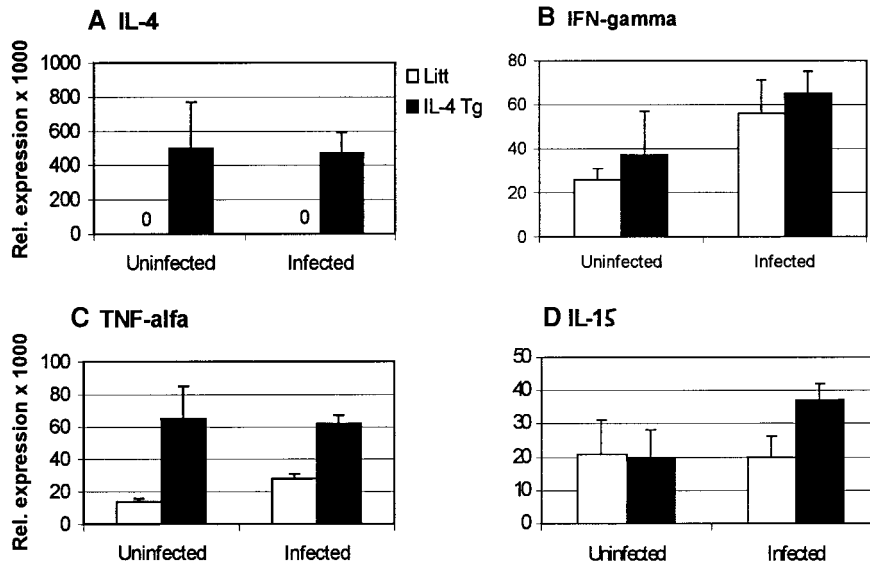 A IL-4
Rel. expression x 1000
1000
800
600
400
200
0
0
0
Uninfected
Infected
Litt
IL-4 Tg
B IFN-gamma
80
60
40
20
0
Uninfected
Infected
C TNF-alfa
Rel. expression x 1000
100
80
60
40
20
0
Uninfected
Infected
D IL-15
50
40
30
20
10
0
Uninfected
Infected